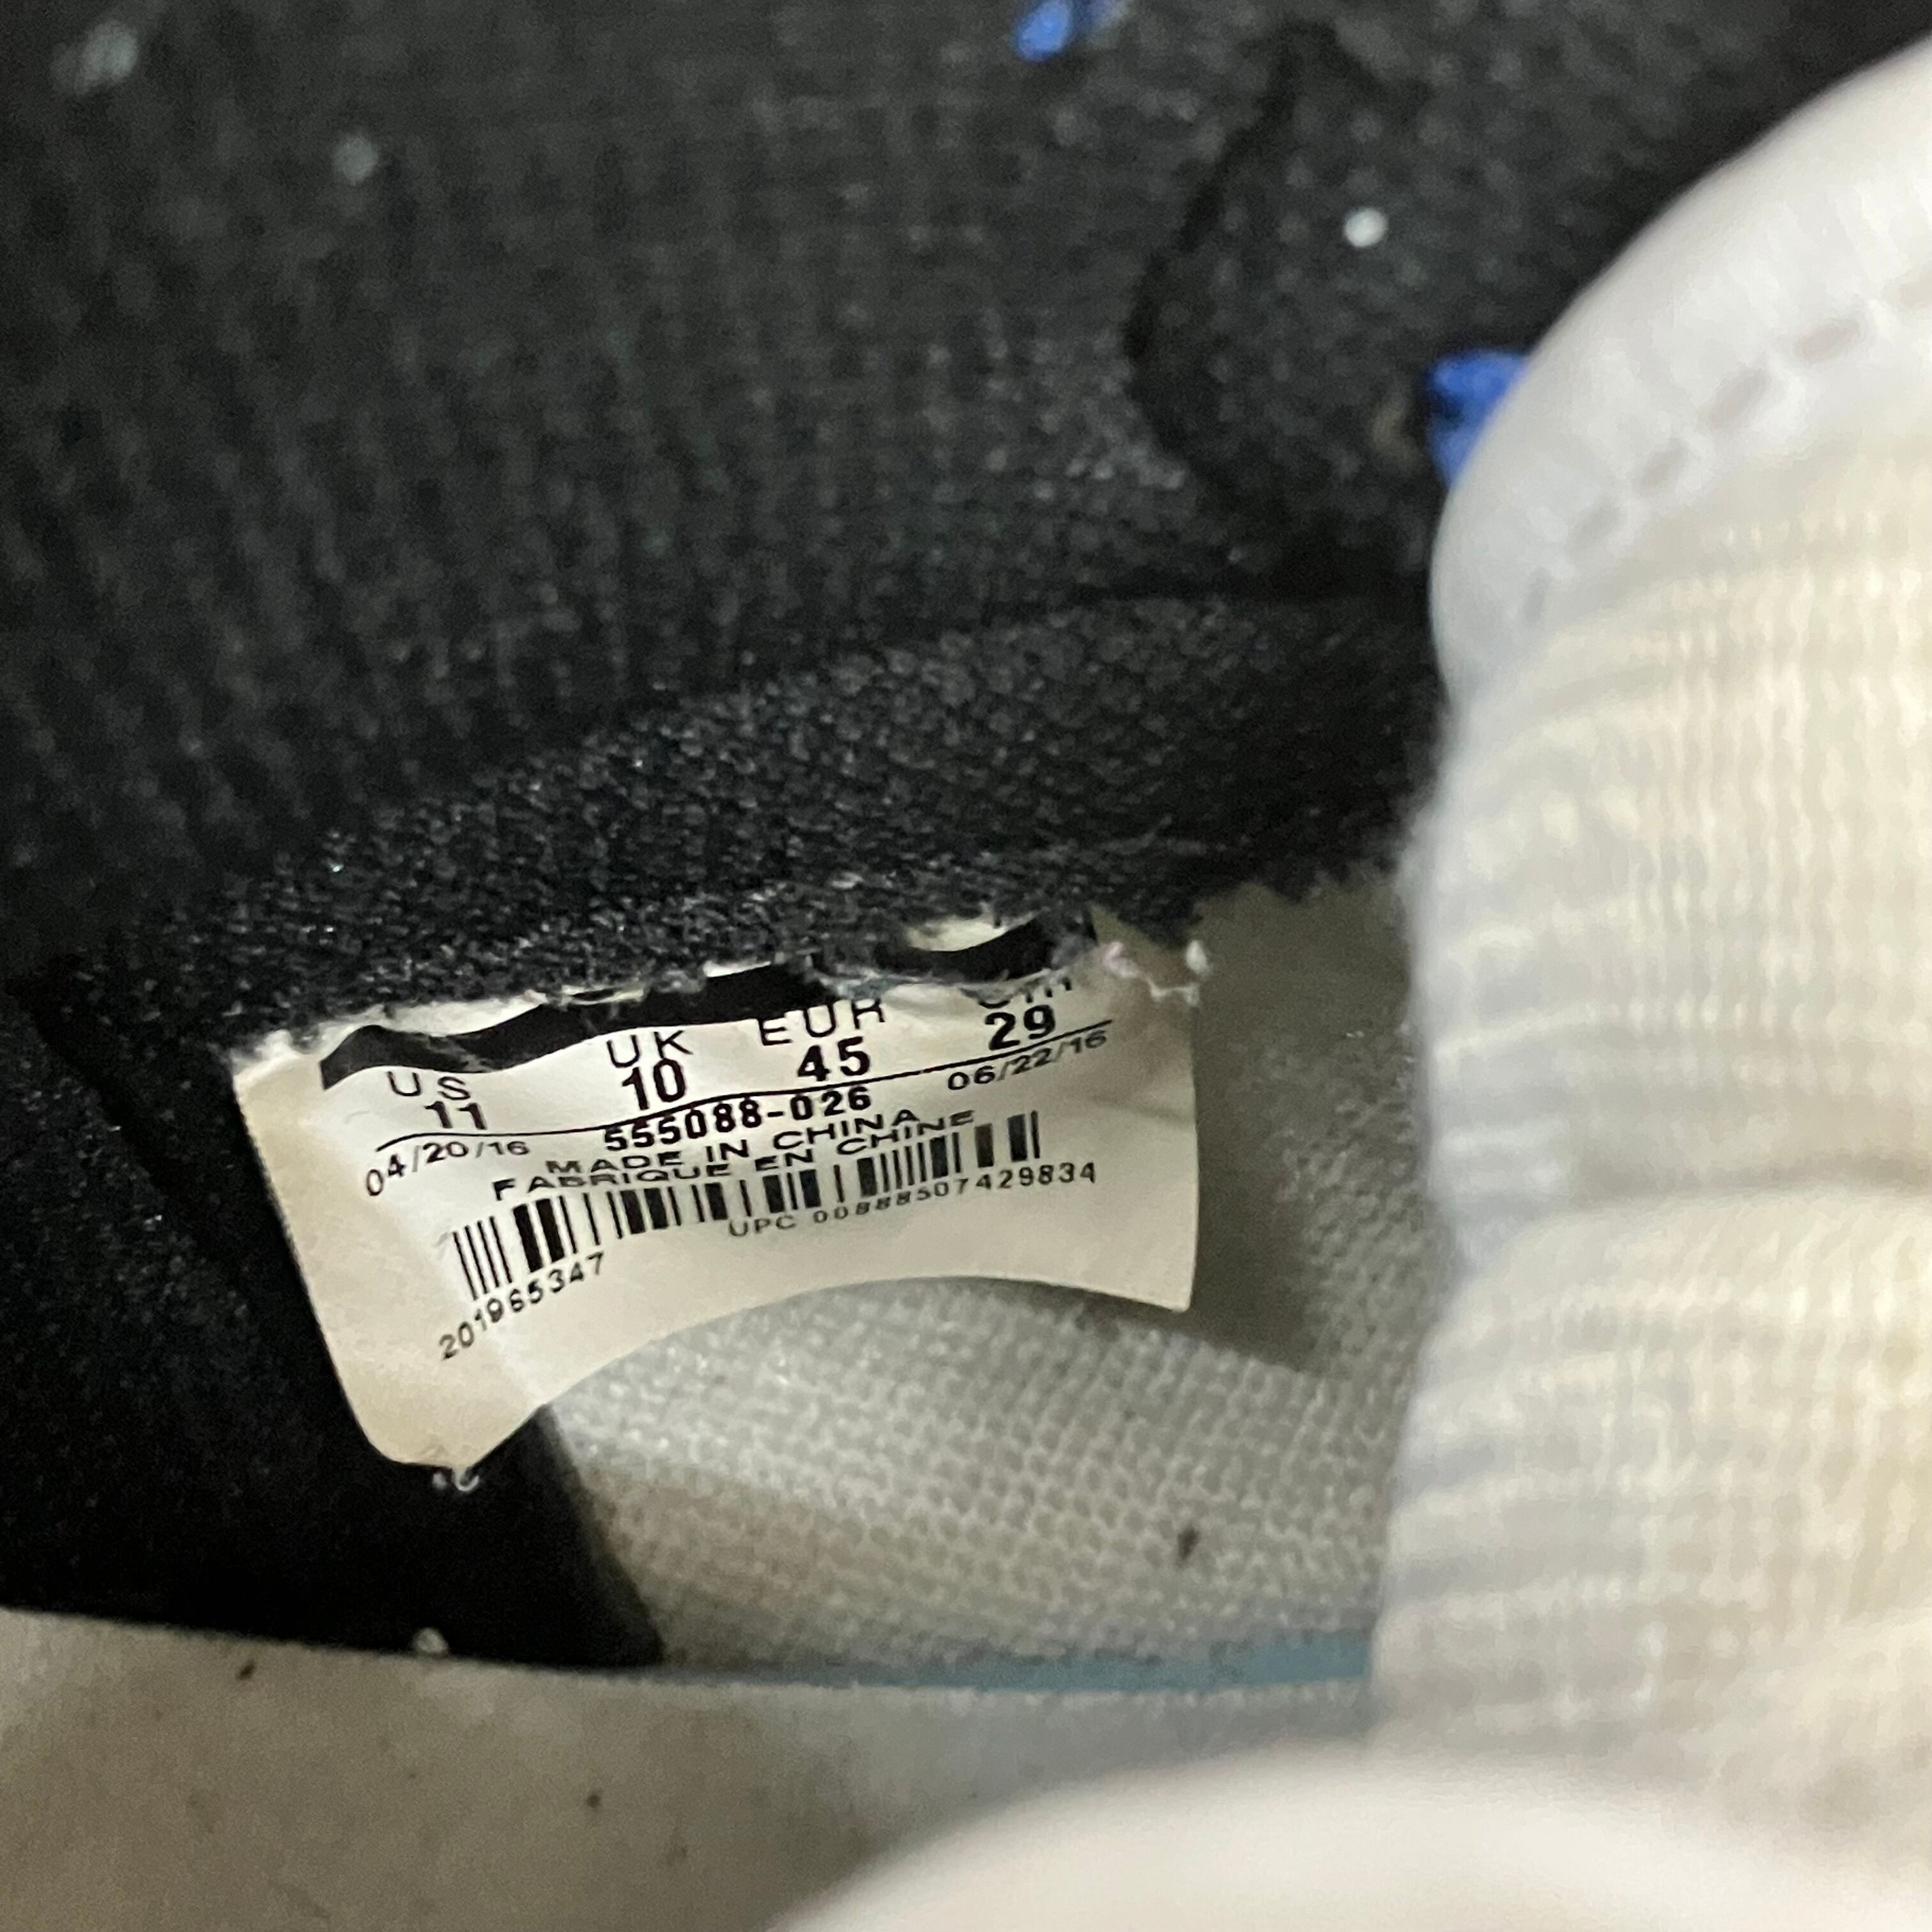 US UK EUR cm
11 10 45 29
04/20/16 555088-026 06/22/16
MADE IN CHINA
FABRIQUE EN CHINE
UPC 00888507429834
201965347